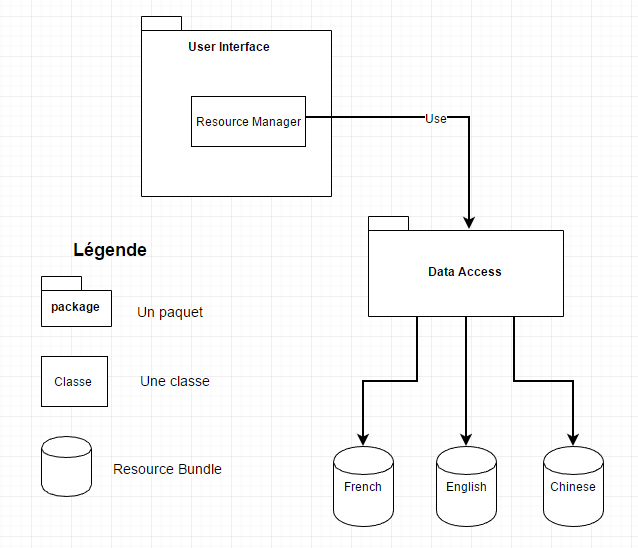 User Interface
Resource Manager
Use
Data Access
French
English
Chinese
Légende
package
Un paquet
Classe
Une classe
Resource Bundle